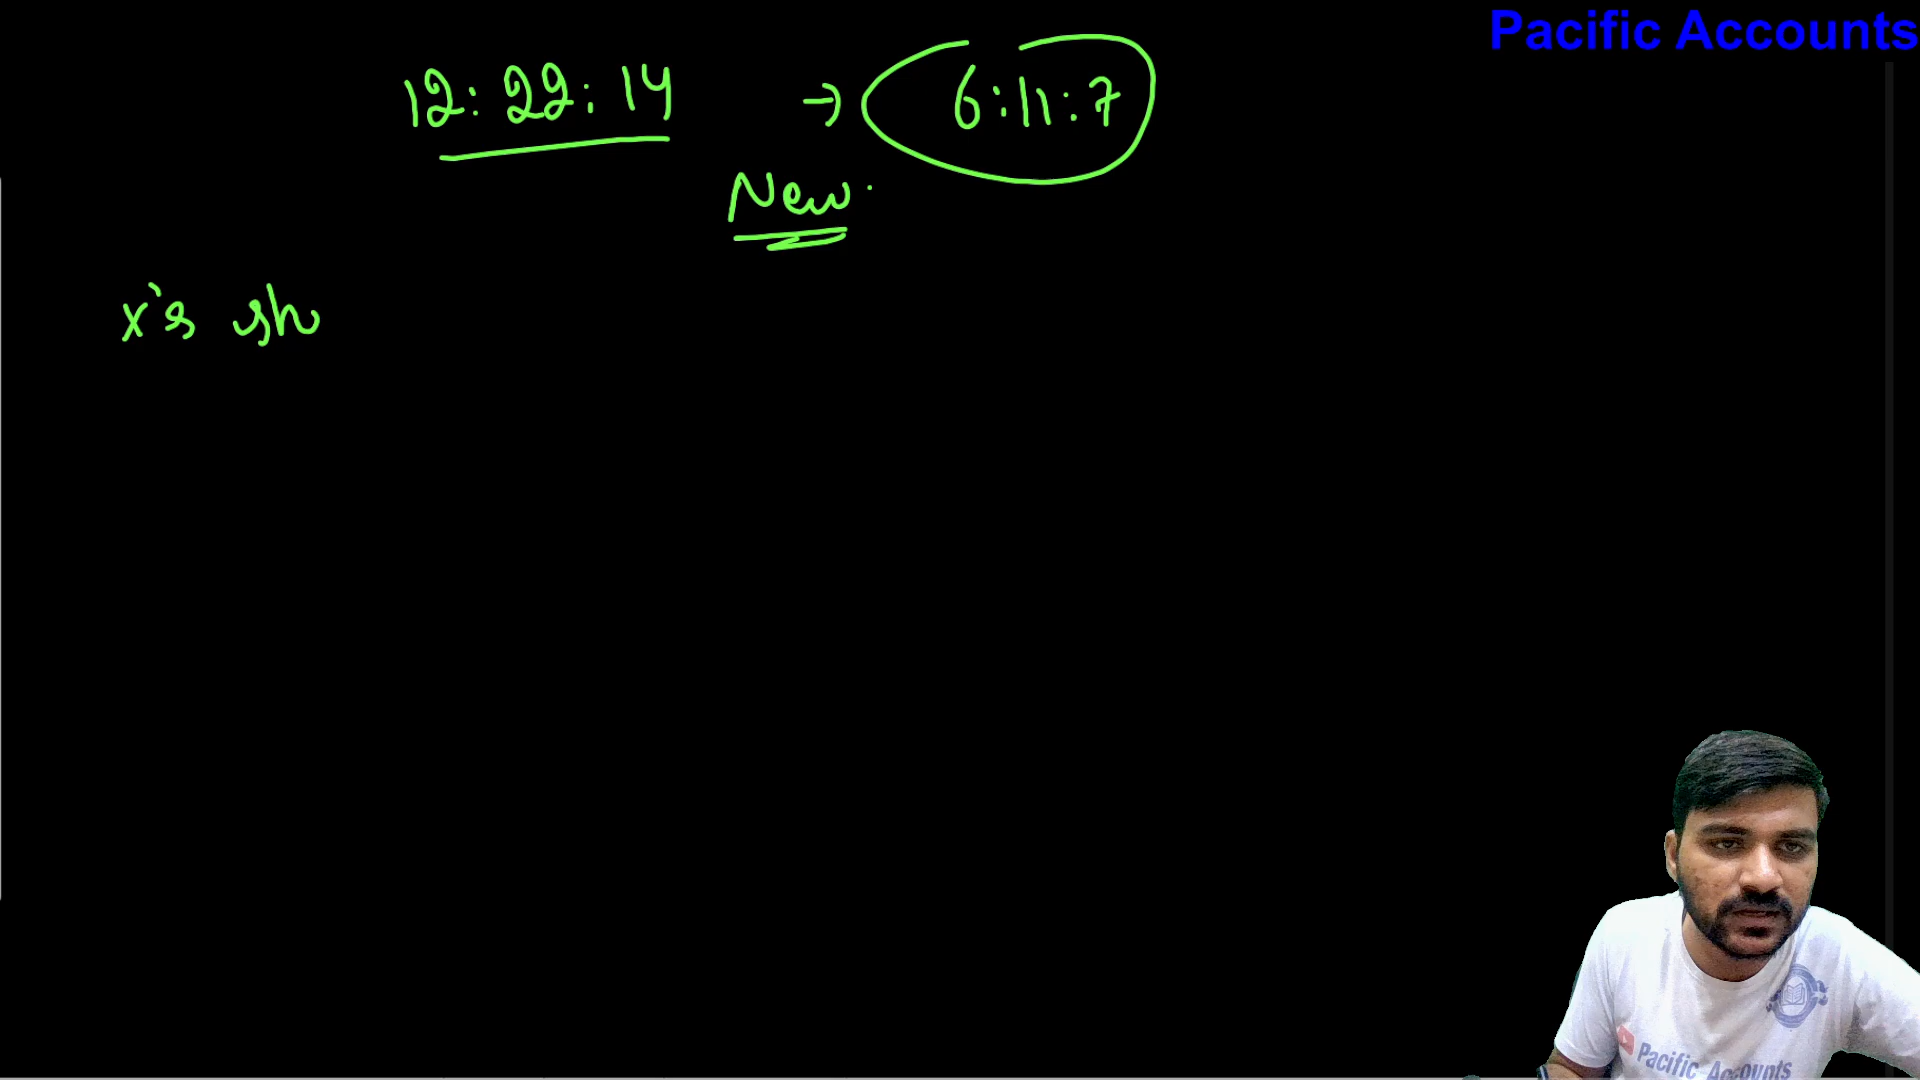 Pacific Accounts
12: 22: 14 → 6:11:7
New
x's sh
Pacific Accounts